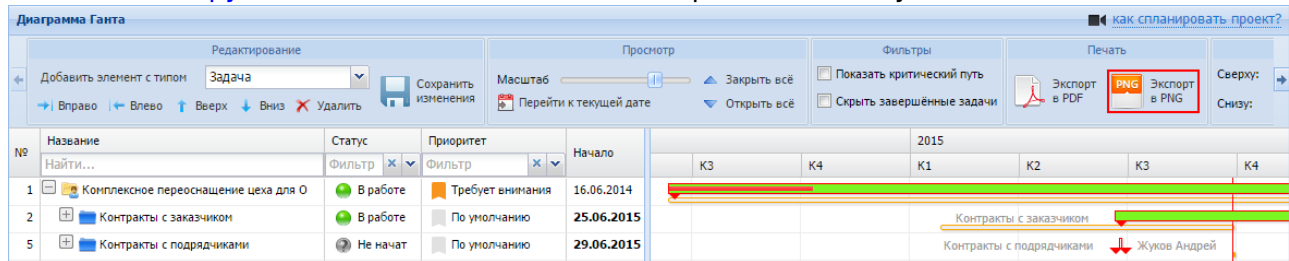 Диаграмма Ганта
как спланировать проект?
Редактирование
Просмотр
Фильтры
Печать
Добавить элемент с типом Задача
Сохранить изменения
Вправо Влево Вверх Вниз Удалить
Масштаб
Закрыть всё
Перейти к текущей дате
Открыть всё
Показать критический путь
Скрыть завершённые задачи
Экспорт в PDF
PNG
Экспорт в PNG
Сверху:
Снизу:
№ Название Статус Приоритет Начало
Найти... Фильтр Фильтр
2015
К3 К4 К1 К2 К3 К4
1 Комплексное переоснащение цеха для О В работе Требует внимания 16.06.2014
2 Контракты с заказчиком В работе По умолчанию 25.06.2015 Контракты с заказчиком
5 Контракты с подрядчиками Не начат По умолчанию 29.06.2015 Контракты с подрядчиками Жуков Андрей